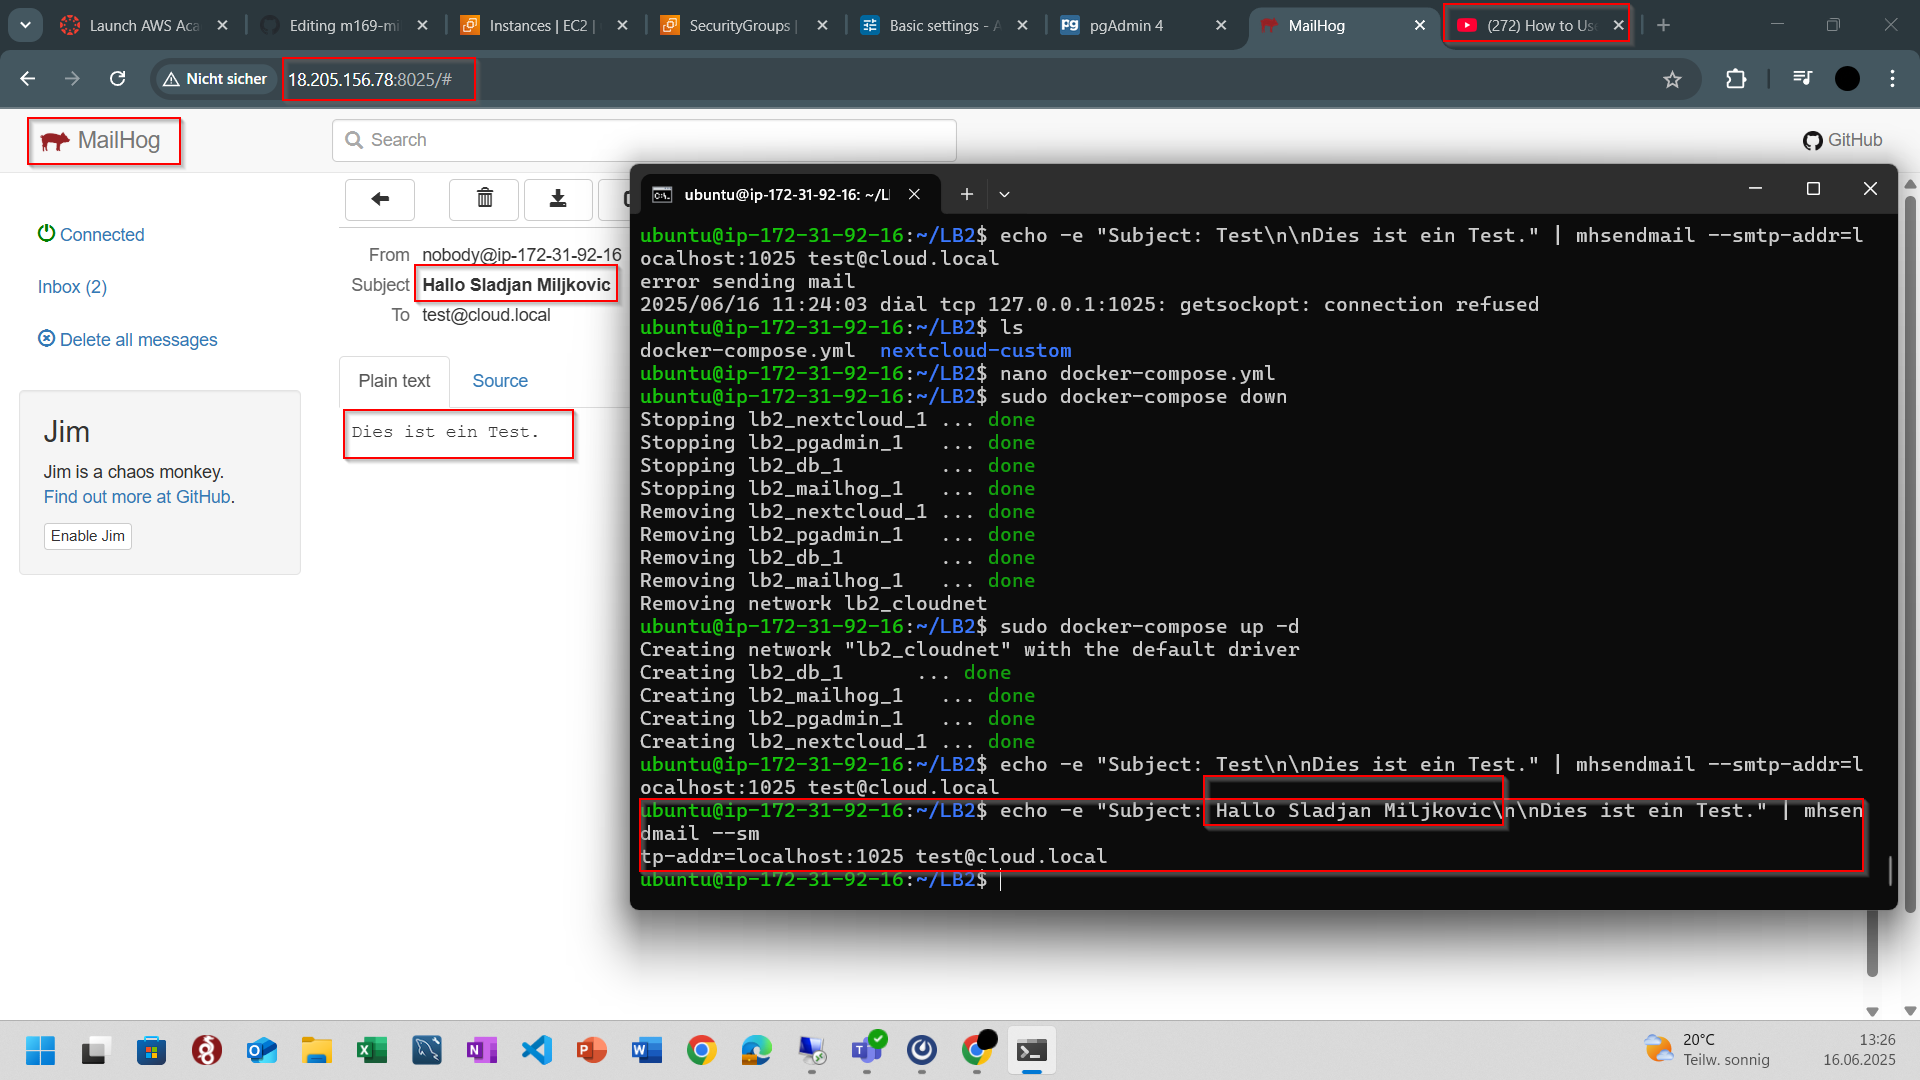 Launch AWS Aca
Editing m169-mi
Instances | EC2 |
SecurityGroups |
Basic settings - A
pgAdmin 4
MailHog
(272) How to Use
Nicht sicher
18.205.156.78:8025/#
MailHog
Search
GitHub
Connected
Inbox (2)
Delete all messages
Jim
Jim is a chaos monkey.
Find out more at GitHub.
Enable Jim
From nobody@ip-172-31-92-16
Subject Hallo Sladjan Miljkovic
To test@cloud.local
Plain text
Source
Dies ist ein Test.
ubuntu@ip-172-31-92-16: ~/LI
ubuntu@ip-172-31-92-16:~/LB2$ echo -e "Subject: Test\n\nDies ist ein Test." | mhsendmail --smtp-addr=l
ocalhost:1025 test@cloud.local
error sending mail
2025/06/16 11:24:03 dial tcp 127.0.0.1:1025: getsockopt: connection refused
ubuntu@ip-172-31-92-16:~/LB2$ ls
docker-compose.yml  nextcloud-custom
ubuntu@ip-172-31-92-16:~/LB2$ nano docker-compose.yml
ubuntu@ip-172-31-92-16:~/LB2$ sudo docker-compose down
Stopping lb2_nextcloud_1 ... done
Stopping lb2_pgadmin_1   ... done
Stopping lb2_db_1        ... done
Stopping lb2_mailhog_1   ... done
Removing lb2_nextcloud_1 ... done
Removing lb2_pgadmin_1   ... done
Removing lb2_db_1        ... done
Removing lb2_mailhog_1   ... done
Removing network lb2_cloudnet
ubuntu@ip-172-31-92-16:~/LB2$ sudo docker-compose up -d
Creating network "lb2_cloudnet" with the default driver
Creating lb2_db_1      ... done
Creating lb2_mailhog_1   ... done
Creating lb2_pgadmin_1   ... done
Creating lb2_nextcloud_1 ... done
ubuntu@ip-172-31-92-16:~/LB2$ echo -e "Subject: Test\n\nDies ist ein Test." | mhsendmail --smtp-addr=l
ocalhost:1025 test@cloud.local
ubuntu@ip-172-31-92-16:~/LB2$ echo -e "Subject: Hallo Sladjan Miljkovic\n\nDies ist ein Test." | mhsen
dmail --sm
tp-addr=localhost:1025 test@cloud.local
ubuntu@ip-172-31-92-16:~/LB2$
20°C
Teilw. sonnig
13:26
16.06.2025